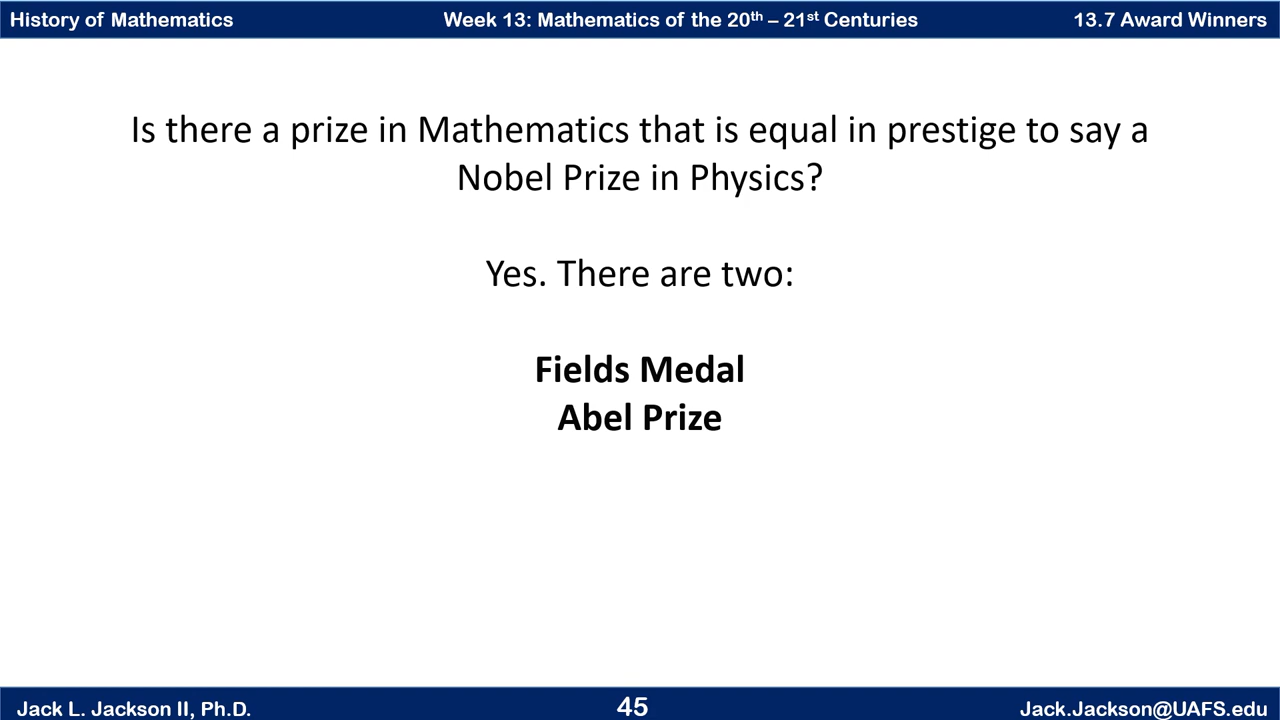 History of Mathematics
Week 13: Mathematics of the 20th – 21st Centuries
13.7 Award Winners
Is there a prize in Mathematics that is equal in prestige to say a
Nobel Prize in Physics?
Yes. There are two:
Fields Medal
Abel Prize
Jack L. Jackson II, Ph.D.
45
Jack.Jackson@UAFS.edu